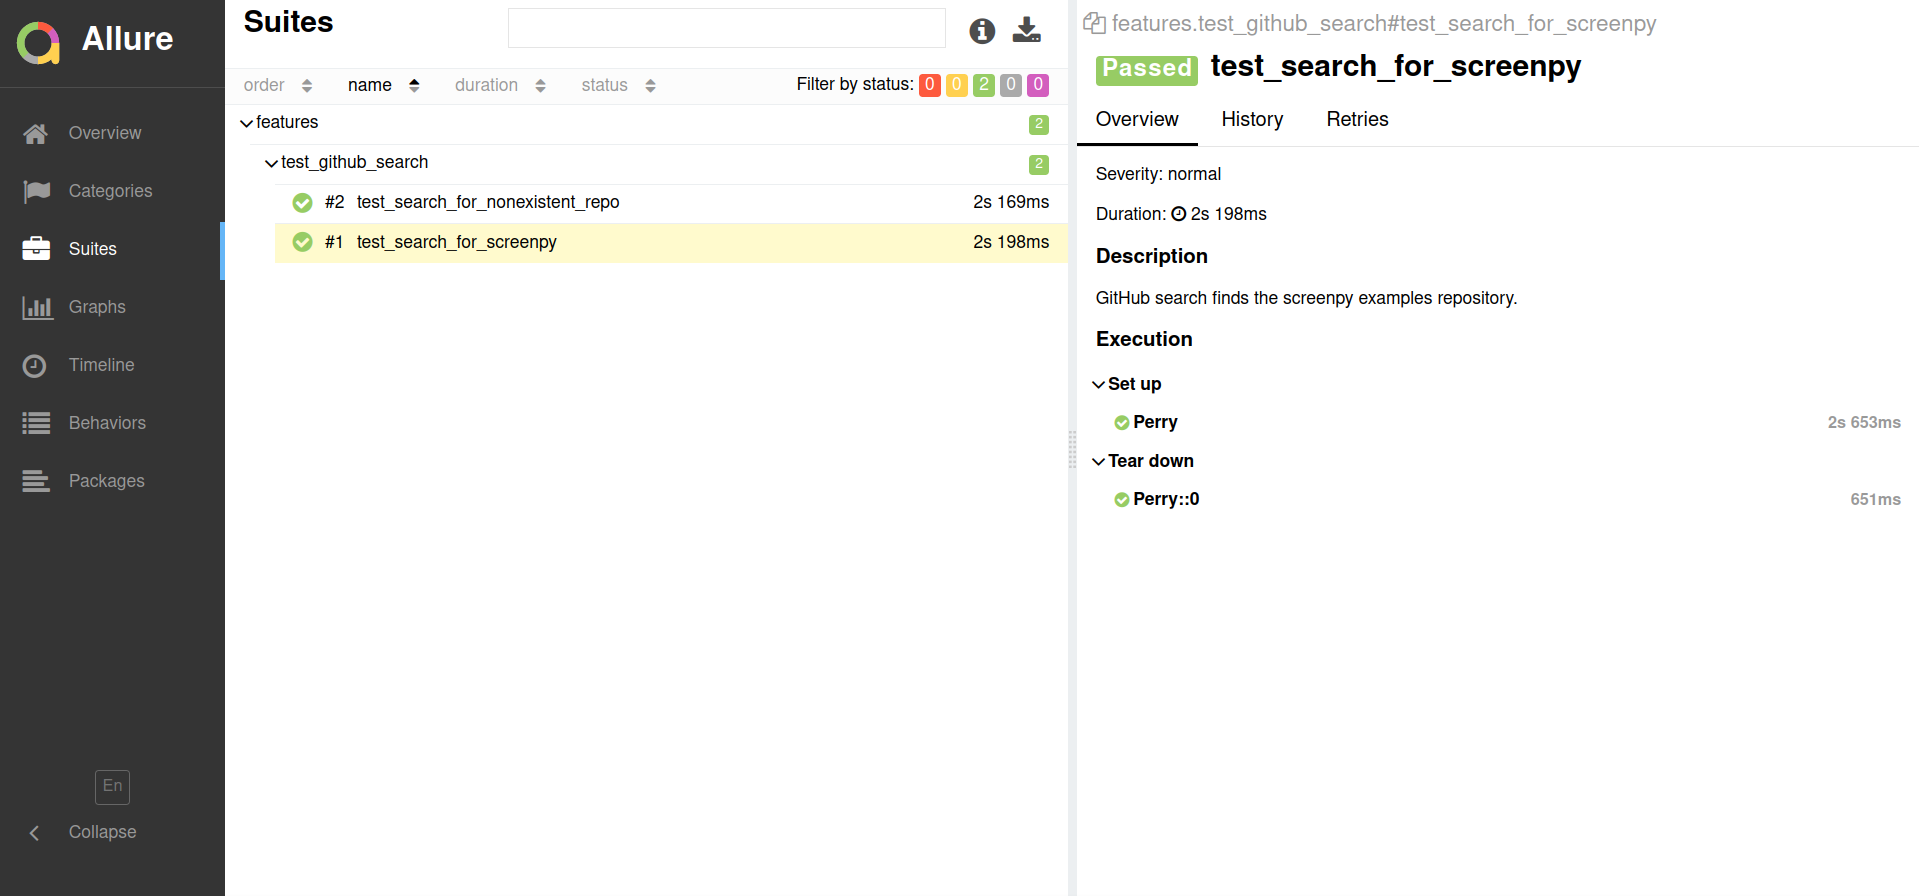 Allure
Overview
Categories
Suites
Graphs
Timeline
Behaviors
Packages
En
Collapse
Suites
order name duration status Filter by status: 0 0 2 0 0
features 2
test_github_search 2
#2 test_search_for_nonexistent_repo 2s 169ms
#1 test_search_for_screenpy 2s 198ms
features.test_github_search#test_search_for_screenpy
Passed test_search_for_screenpy
Overview History Retries
Severity: normal
Duration: 2s 198ms
Description
GitHub search finds the screenpy examples repository.
Execution
Set up
Perry 2s 653ms
Tear down
Perry::0 651ms